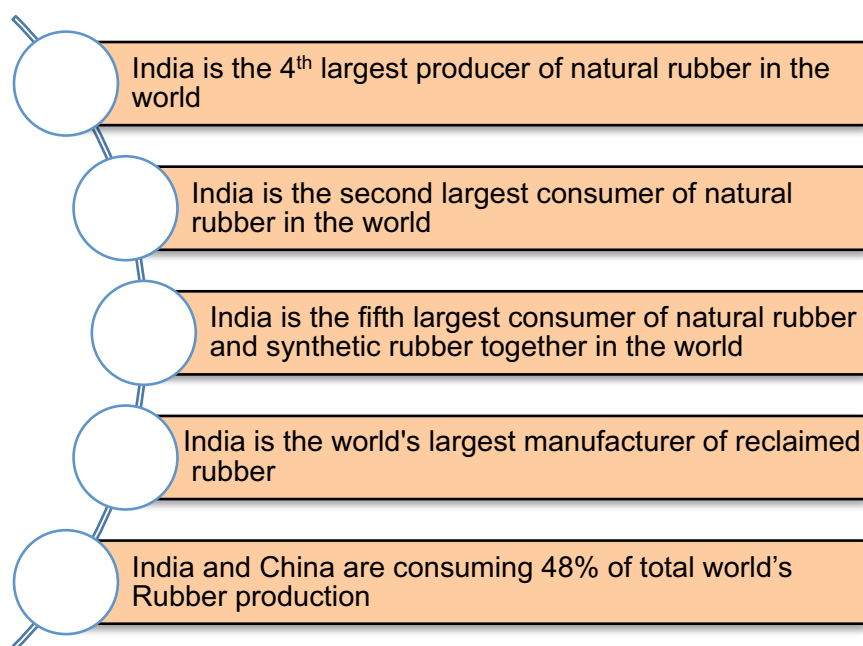 India is the 4th largest producer of natural rubber in the
world
India is the second largest consumer of natural
rubber in the world
India is the fifth largest consumer of natural rubber
and synthetic rubber together in the world
India is the world's largest manufacturer of reclaimed
rubber
India and China are consuming 48% of total world’s
Rubber production